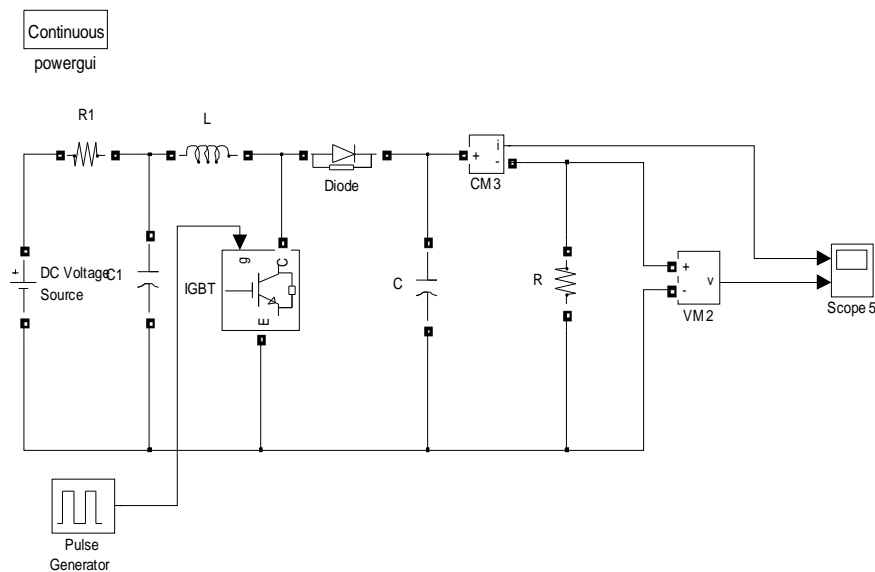 Continuous
powergui
R1
L
Diode
i
+
-
CM3
g
C
IGBT
E
+
DC Voltage
Source
C1
C
R
+
-
v
VM2
Scope 5
Pulse
Generator